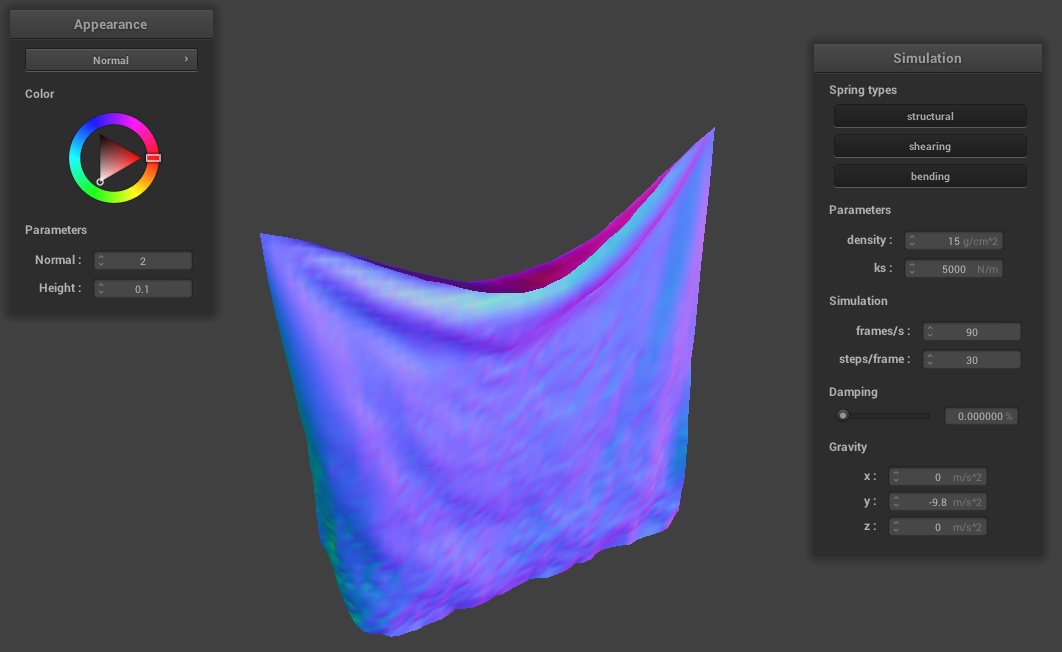 Appearance
Normal ›
Color
Parameters
Normal : 2
Height : 0.1
Simulation
Spring types
structural
shearing
bending
Parameters
density : 15 g/cm^2
ks : 5000 N/m
Simulation
frames/s : 90
steps/frame : 30
Damping
0.000000 %
Gravity
x : 0 m/s^2
y : -9.8 m/s^2
z : 0 m/s^2